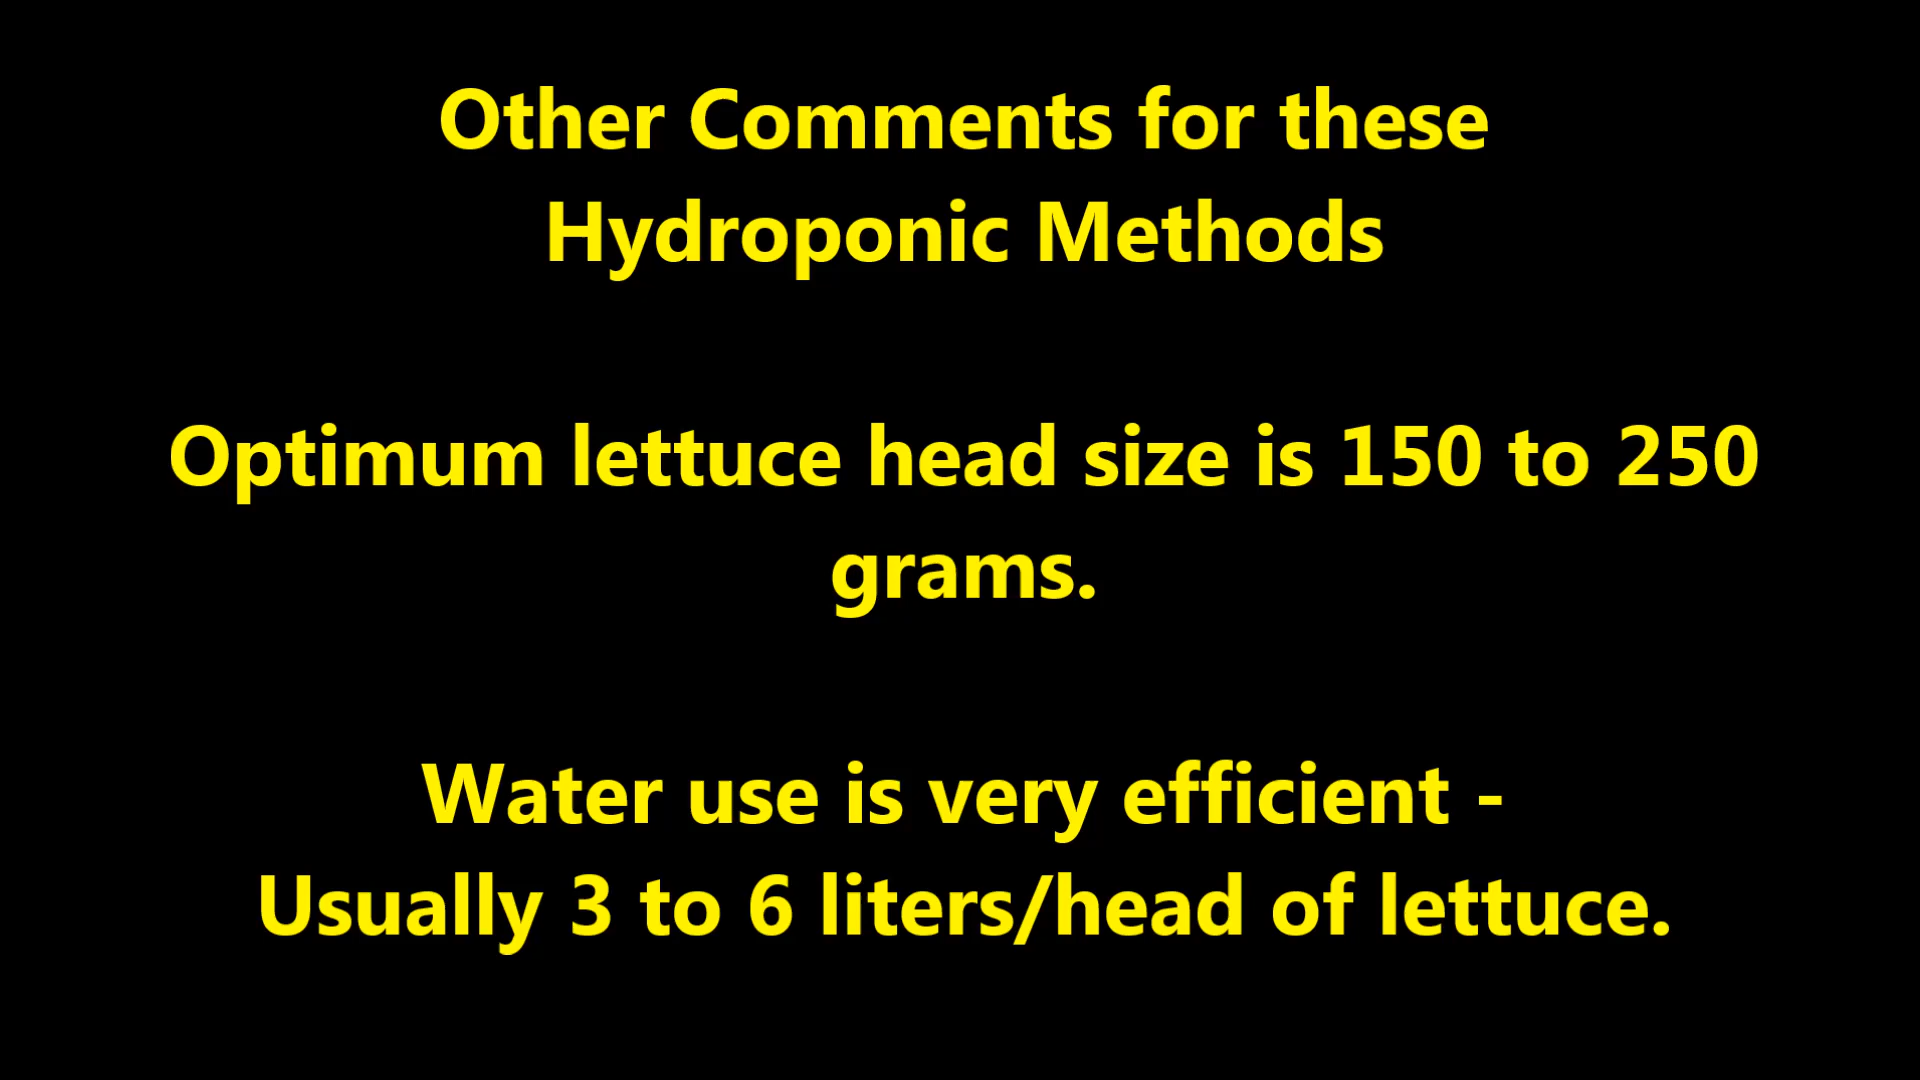 Other Comments for these
Hydroponic Methods
Optimum lettuce head size is 150 to 250
grams.
Water use is very efficient -
Usually 3 to 6 liters/head of lettuce.